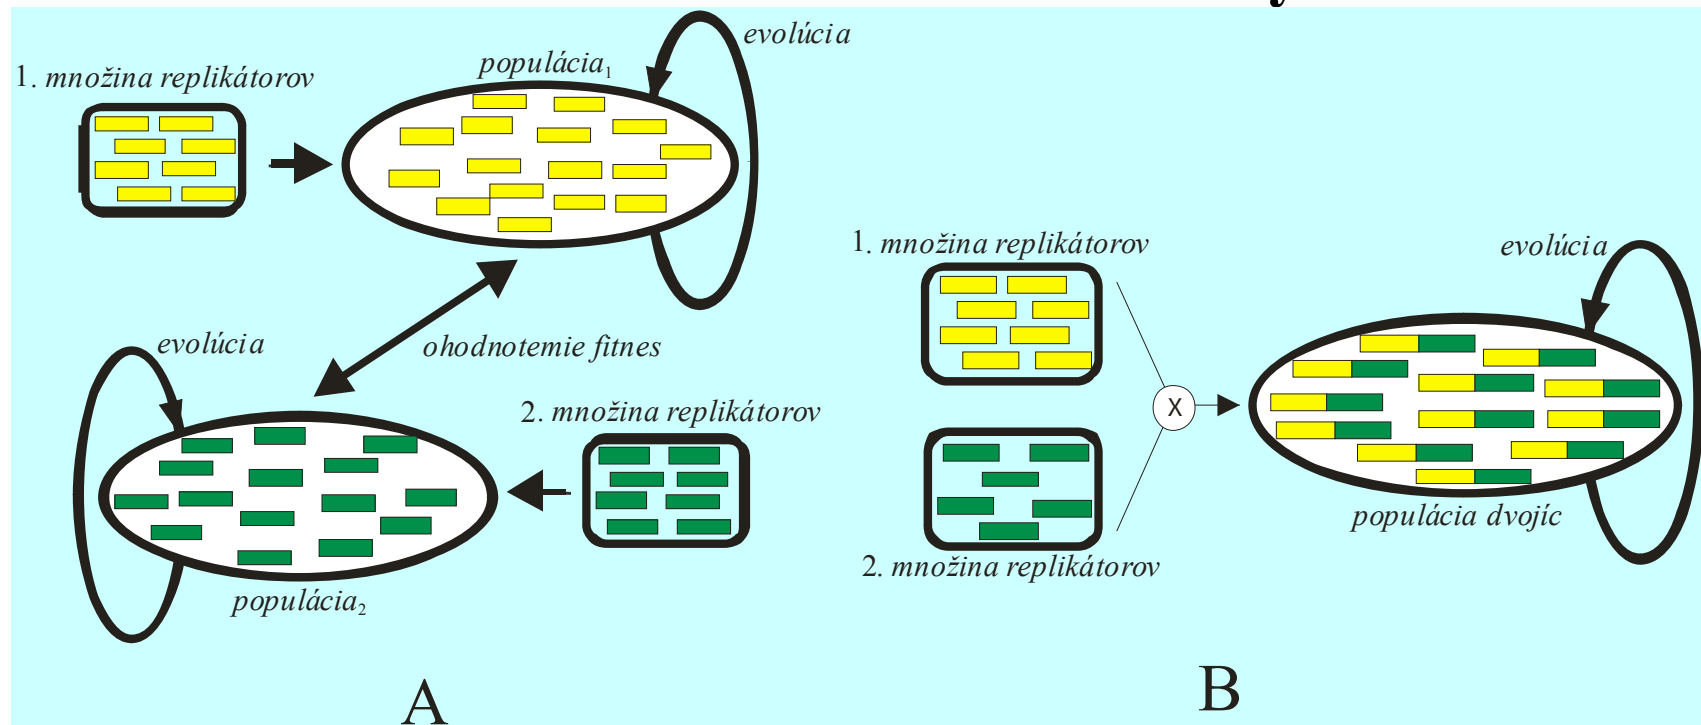 evolúcia
populácia₁
1. množina replikátorov
evolúcia
ohodnotemie fitnes
2. množina replikátorov
populácia₂
A
1. množina replikátorov
evolúcia
X
populácia dvojíc
2. množina replikátorov
B